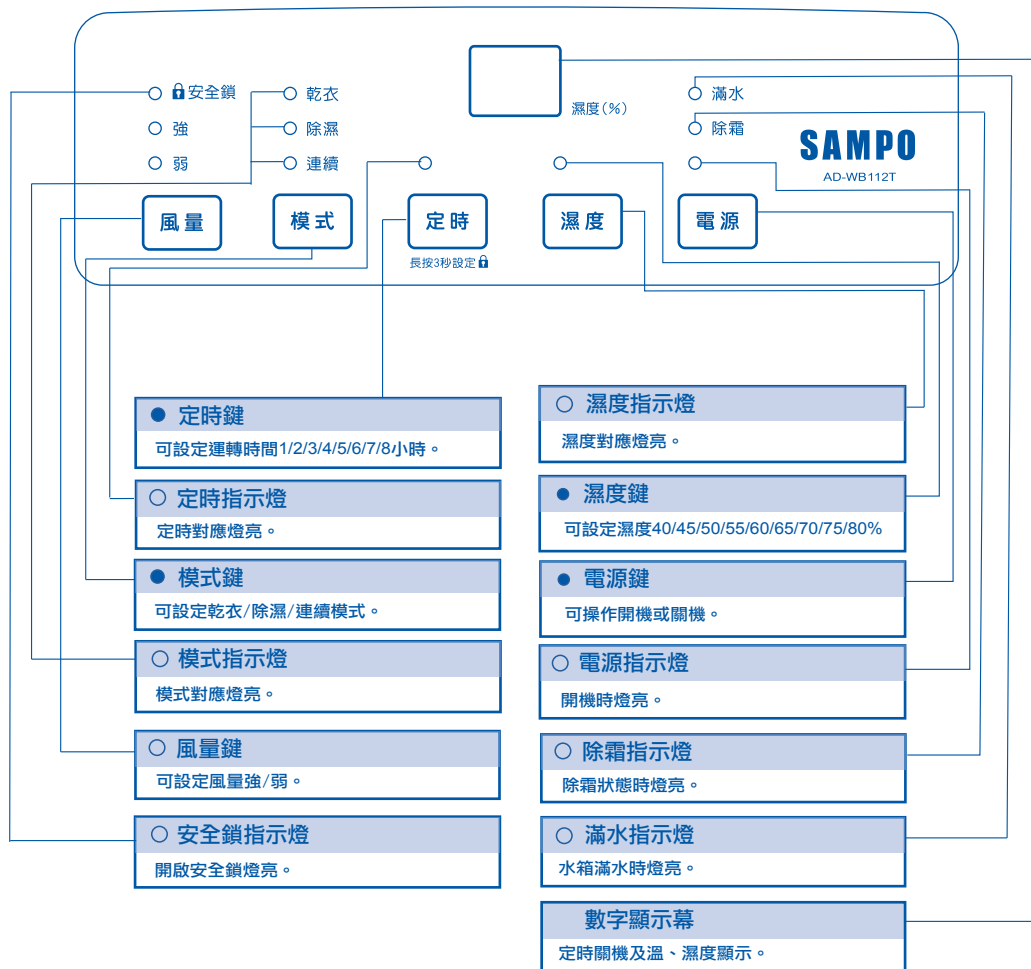 安全鎖
強
弱
乾衣
除濕
連續
濕度(%)
滿水
除霜
SAMPO
AD-WB112T
風量
模式
定時
濕度
電源
長按3秒設定
定時鍵
可設定運轉時間1/2/3/4/5/6/7/8小時。
定時指示燈
定時對應燈亮。
模式鍵
可設定乾衣/除濕/連續模式。
模式指示燈
模式對應燈亮。
風量鍵
可設定風量強/弱。
安全鎖指示燈
開啟安全鎖燈亮。
濕度指示燈
濕度對應燈亮。
濕度鍵
可設定濕度40/45/50/55/60/65/70/75/80%
電源鍵
可操作開機或關機。
電源指示燈
開機時燈亮。
除霜指示燈
除霜狀態時燈亮。
滿水指示燈
水箱滿水時燈亮。
數字顯示幕
定時關機及溫、濕度顯示。